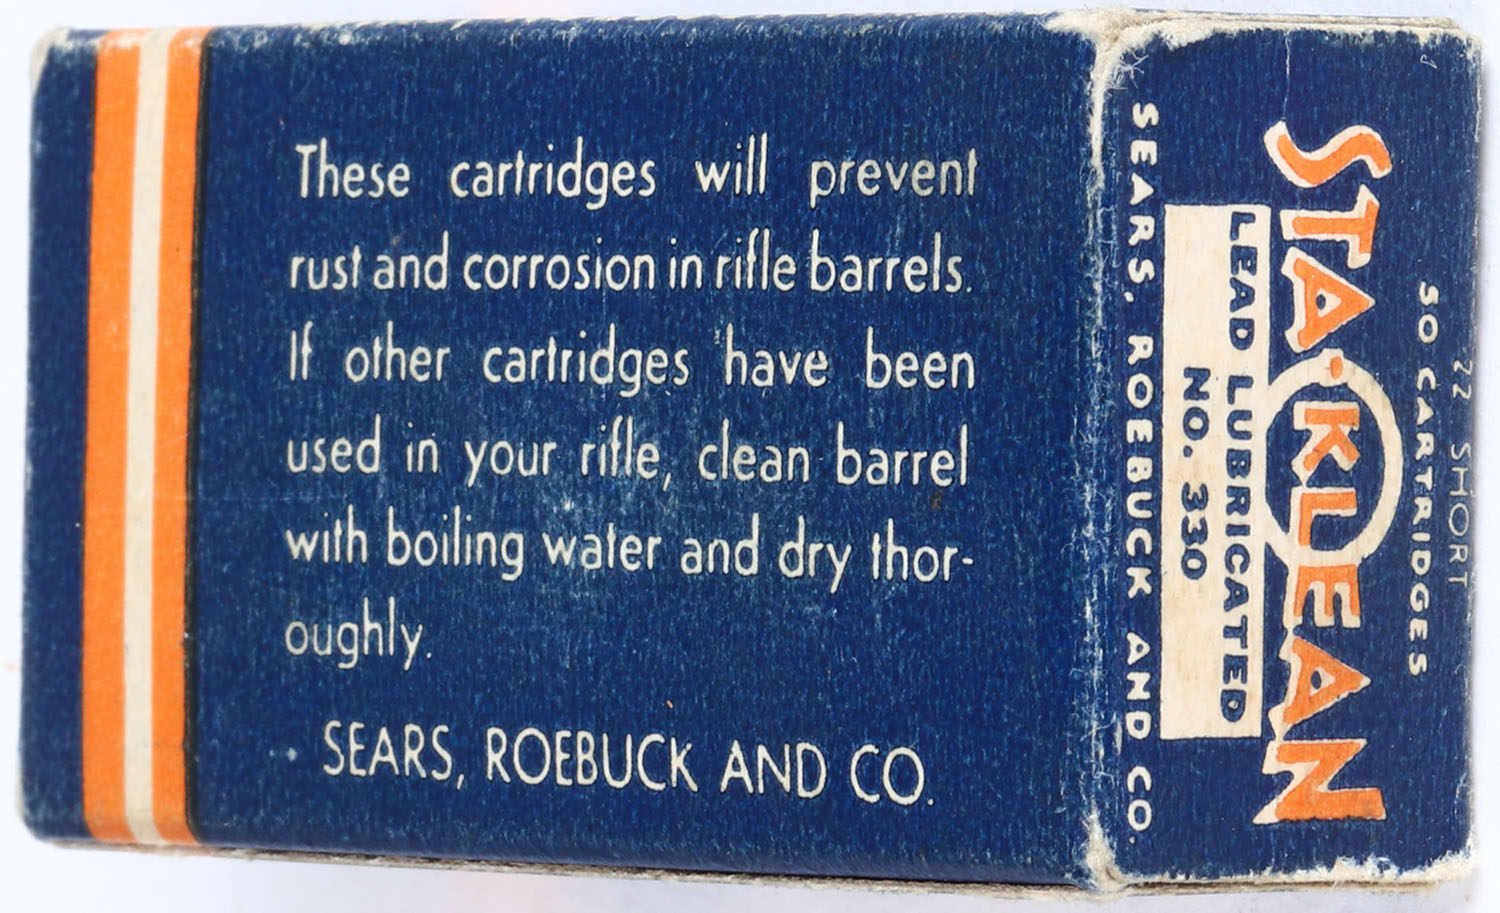 These cartridges will prevent
rust and corrosion in rifle barrels.
If other cartridges have been
used in your rifle, clean barrel
with boiling water and dry thor-
oughly.
SEARS, ROEBUCK AND CO.
22 SHORT
50 CARTRIDGES
STA·KLEAN
LEAD LUBRICATED
NO. 330
SEARS, ROEBUCK AND CO.